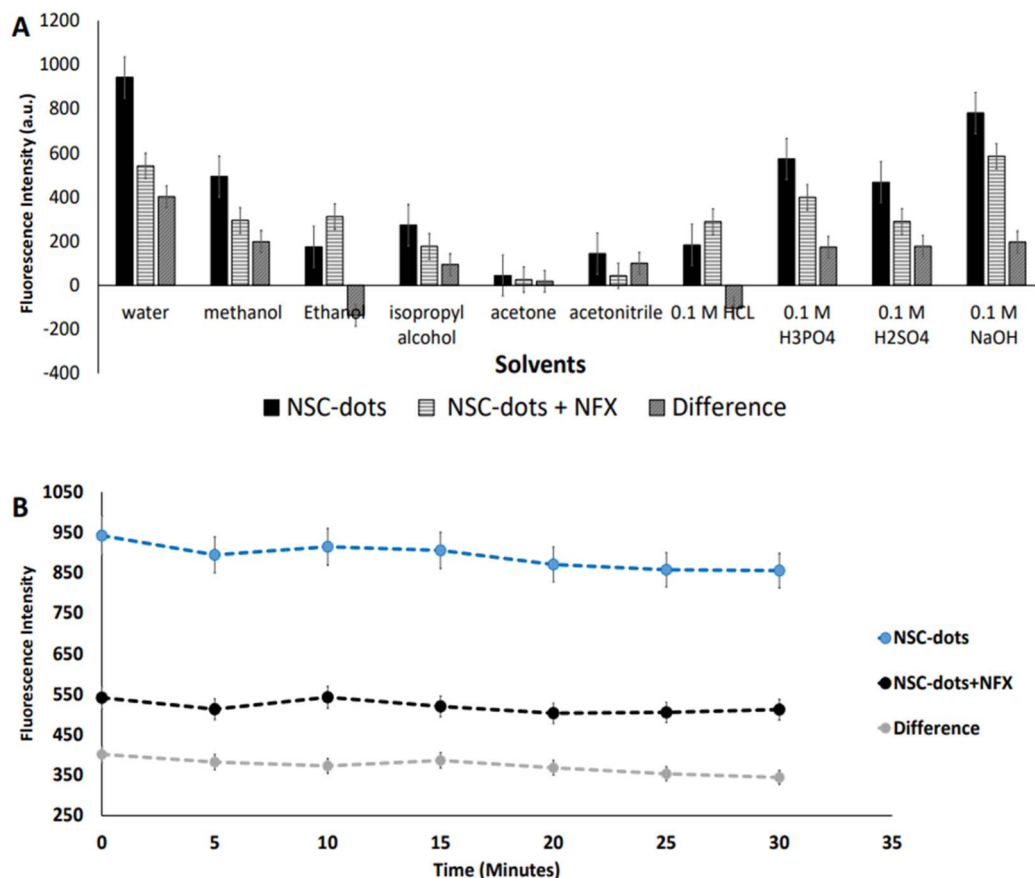 A
1200
1000
800
600
400
200
0
-200
-400
Fluorescence Intensity (a.u.)
water methanol Ethanol isopropyl alcohol acetone acetonitrile 0.1 M HCL 0.1 M H3PO4 0.1 M H2SO4 0.1 M NaOH
Solvents
NSC-dots NSC-dots + NFX Difference
B
1050
950
850
750
650
550
450
350
250
Fluorescence Intensity
0 5 10 15 20 25 30 35
Time (Minutes)
NSC-dots
NSC-dots+NFX
Difference